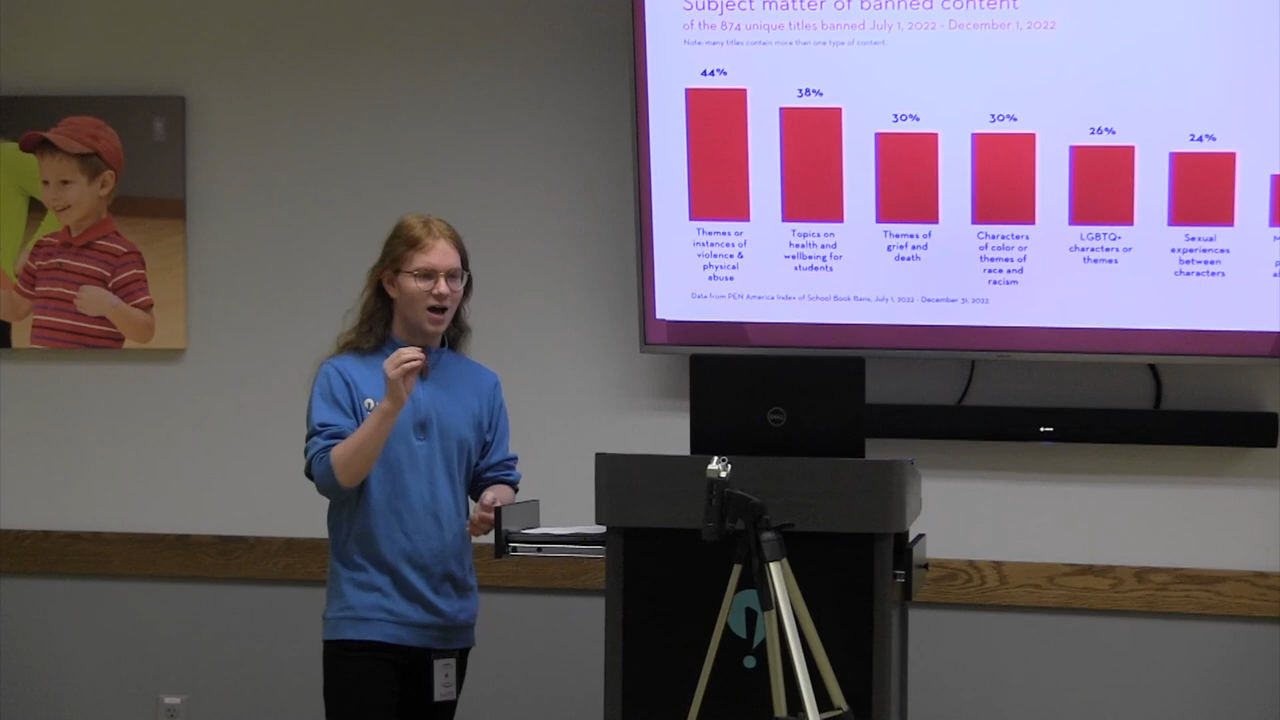 Subject matter of banned content
of the 874 unique titles banned July 1, 2022 - December 1, 2022
Note: many titles contain more than one type of content.
44%
38%
30%
30%
26%
24%
Themes or
instances of
violence &
physical
abuse
Topics on
health and
wellbeing for
students
Themes of
grief and
death
Characters
of color or
themes of
race and
racism
LGBTQ+
characters or
themes
Sexual
experiences
between
characters
Data from PEN America Index of School Book Bans, July 1, 2022 - December 31, 2022.
DELL